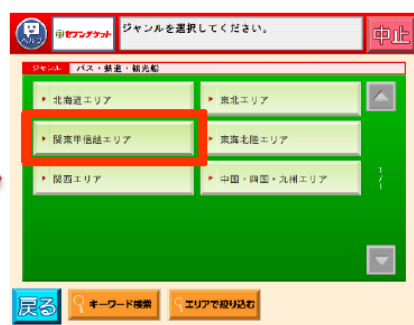 ヘルプ
セブンチケット
ジャンルを選択してください。
中止
ジャンル バス・鉄道・観光船
北海道エリア
東北エリア
関東甲信越エリア
東海北陸エリア
関西エリア
中国・四国・九州エリア
1/1
戻る
キーワード検索
エリアで絞り込む